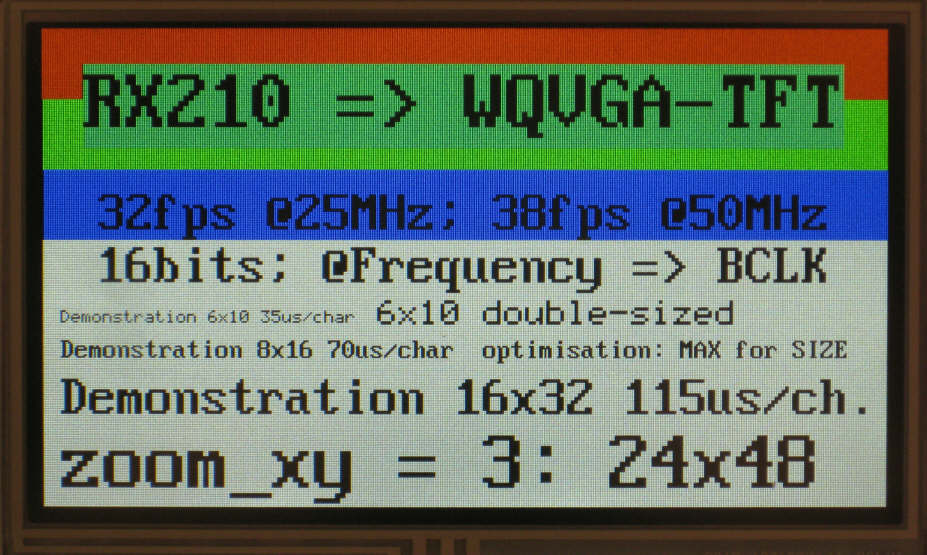 RX210 => WQVGA-TFT
32fps @25MHz; 38fps @50MHz
16bits; @Frequency => BCLK
Demonstration 6x10 35us/char 6x10 double-sized
Demonstration 8x16 70us/char optimisation: MAX for SIZE
Demonstration 16x32 115us/ch.
zoom_xy = 3: 24x48